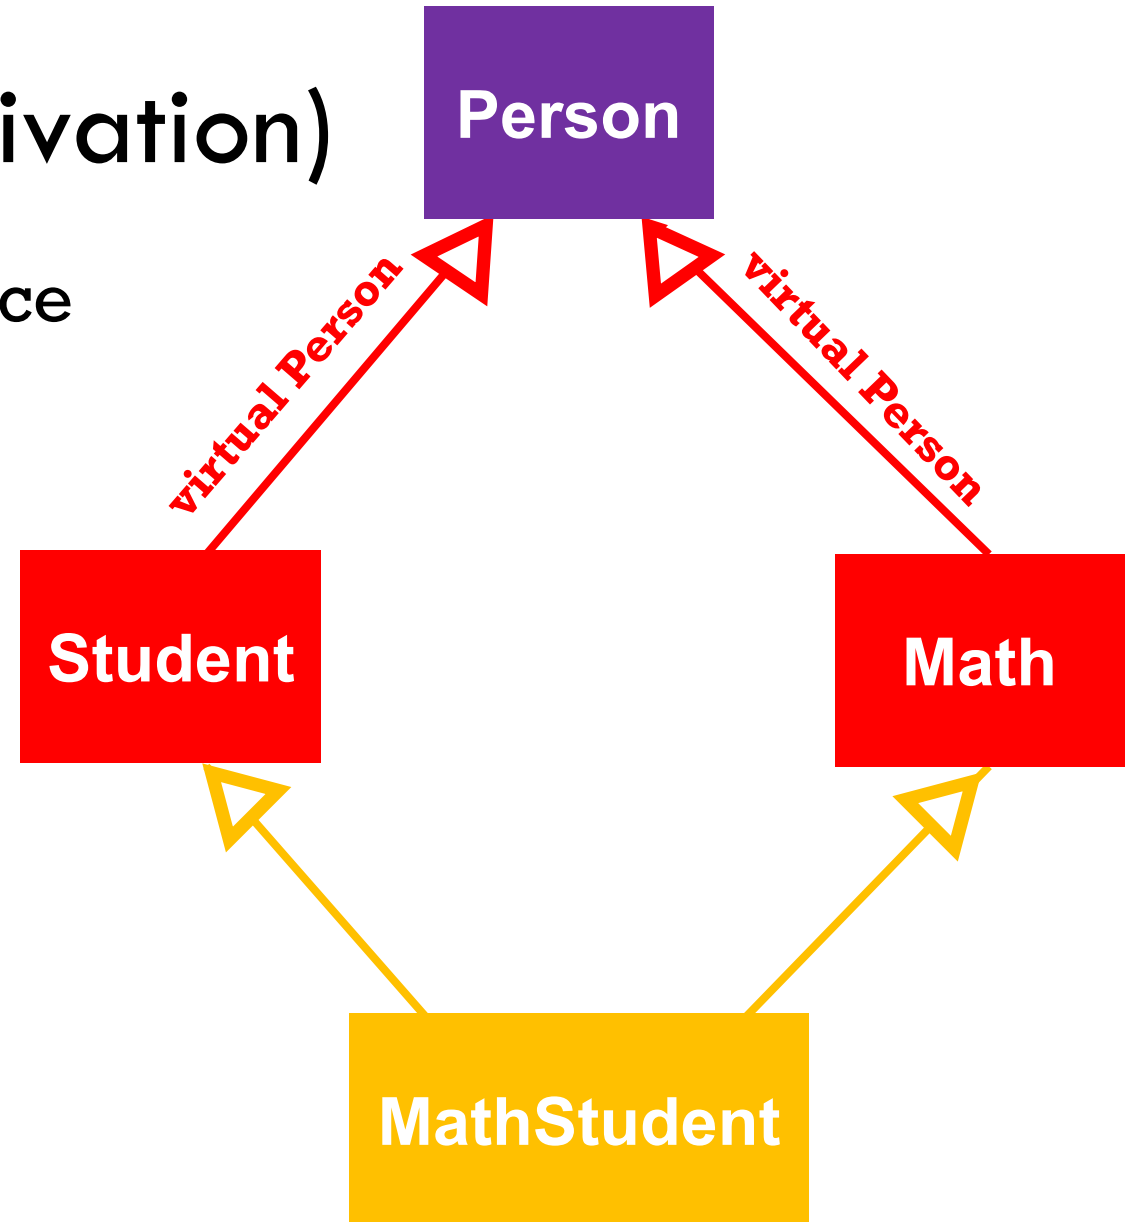 Person
ivation)
ce
virtual Person
virtual Person
Student
Math
MathStudent